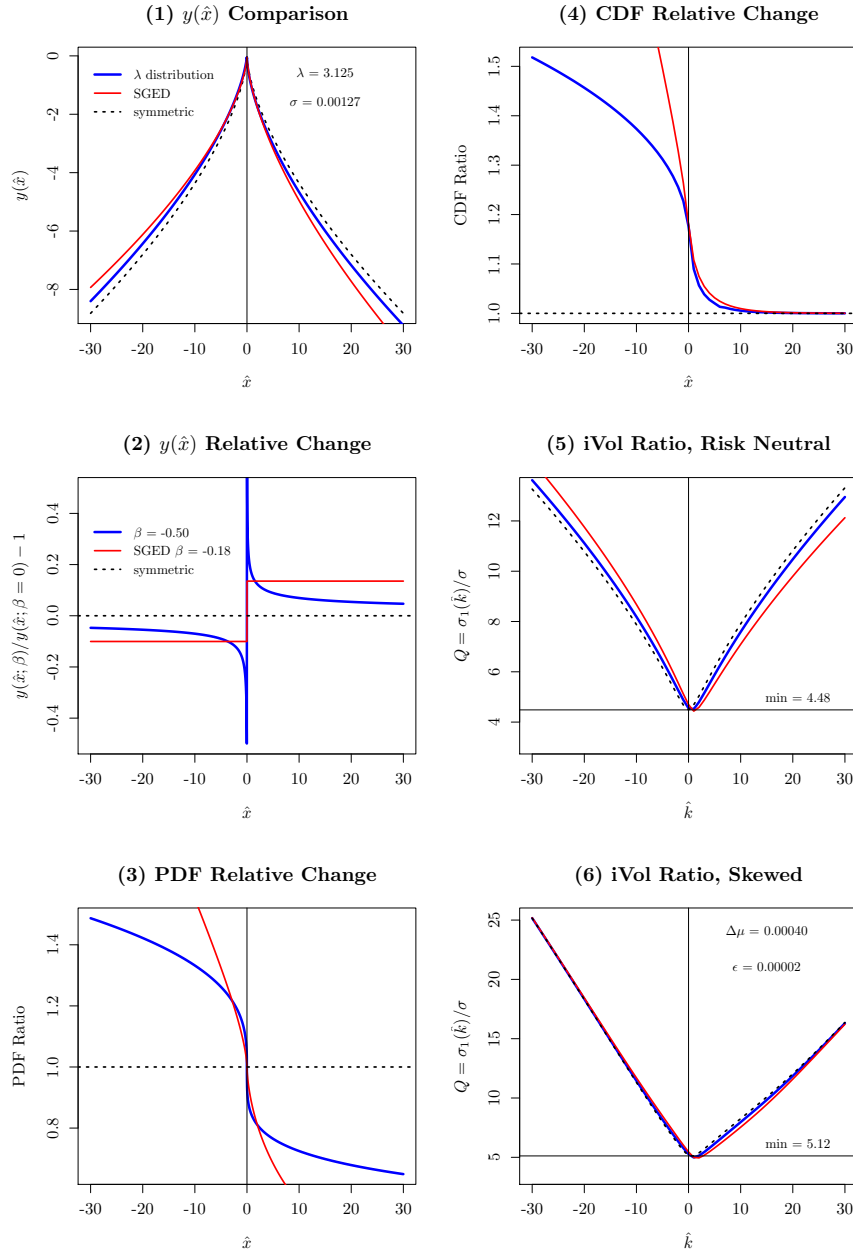 (1) y(x̂) Comparison
y(x̂)
0
-2
-4
-6
-8
λ distribution
SGED
symmetric
λ = 3.125
σ = 0.00127
-30 -20 -10 0 10 20 30
x̂
(4) CDF Relative Change
CDF Ratio
1.5
1.4
1.3
1.2
1.1
1.0
-30 -20 -10 0 10 20 30
x̂
(2) y(x̂) Relative Change
y(x̂; β)/y(x̂; β = 0) − 1
0.4
0.2
0.0
-0.2
-0.4
β = -0.50
SGED β = -0.18
symmetric
-30 -20 -10 0 10 20 30
x̂
(5) iVol Ratio, Risk Neutral
Q = σ₁(k̂)/σ
12
10
8
6
4
min = 4.48
-30 -20 -10 0 10 20 30
k̂
(3) PDF Relative Change
PDF Ratio
1.4
1.2
1.0
0.8
-30 -20 -10 0 10 20 30
x̂
(6) iVol Ratio, Skewed
Q = σ₁(k̂)/σ
25
20
15
10
5
Δμ = 0.00040
ϵ = 0.00002
min = 5.12
-30 -20 -10 0 10 20 30
k̂